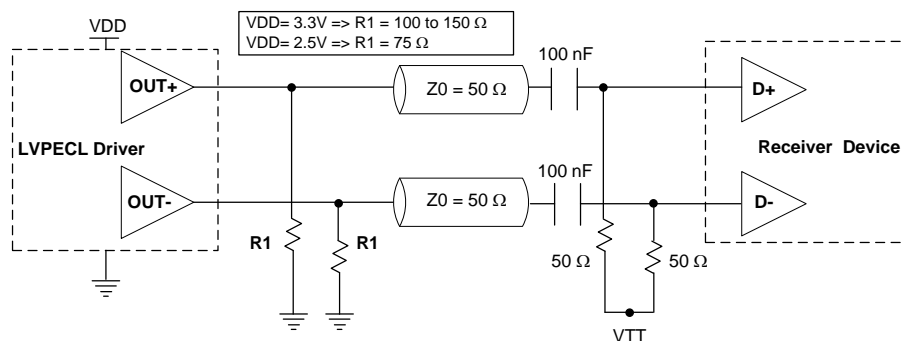 VDD= 3.3V => R1 = 100 to 150 Ω
VDD= 2.5V => R1 = 75 Ω
VDD
100 nF
OUT+
Z0 = 50 Ω
D+
LVPECL Driver
Receiver Device
100 nF
OUT-
Z0 = 50 Ω
D-
R1
R1
50 Ω
50 Ω
VTT